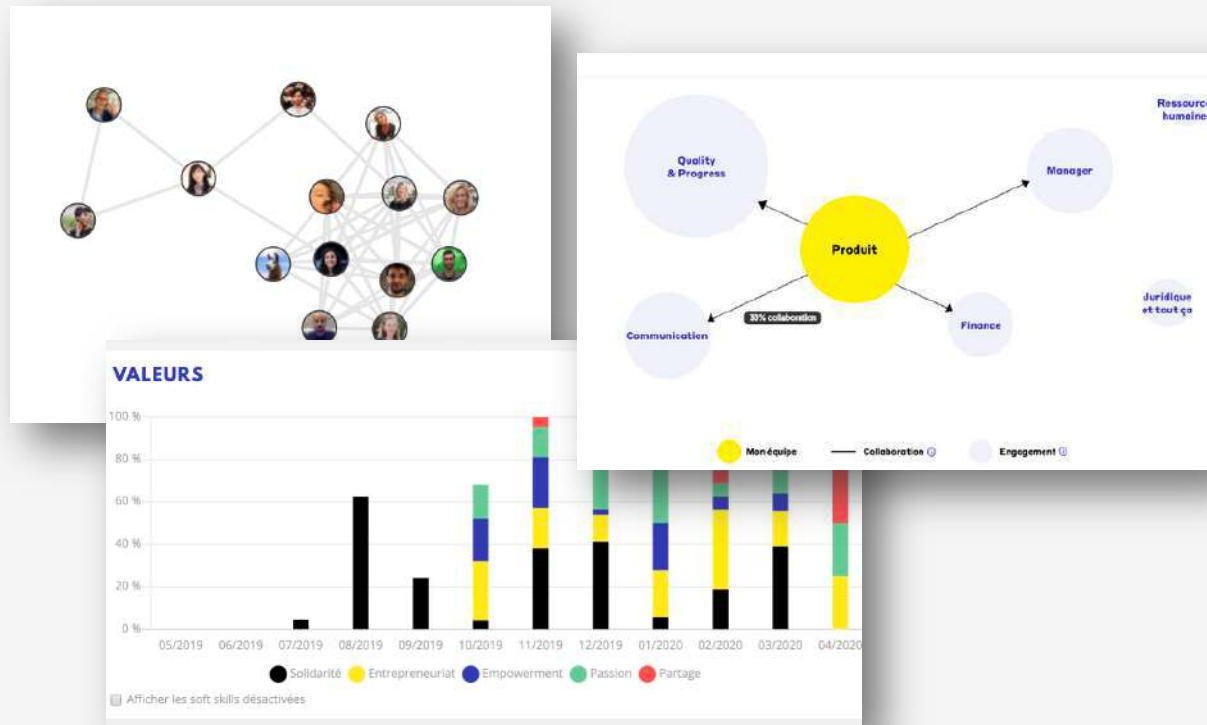 Quality
& Progress
Ressource
humaine
Manager
Produit
Juridique
et tout ça
33% collaboration
Communication
Finance
Mon équipe
Collaboration
Engagement
VALEURS
100 %
80 %
60 %
40 %
20 %
0 %
05/2019 06/2019 07/2019 08/2019 09/2019 10/2019 11/2019 12/2019 01/2020 02/2020 03/2020 04/2020
Solidarité Entrepreneuriat Empowerment Passion Partage
Afficher les soft skills désactivées